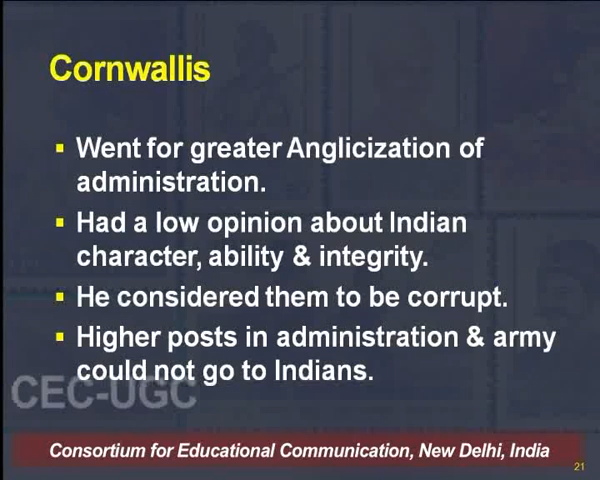 Cornwallis
▪ Went for greater Anglicization of
administration.
▪ Had a low opinion about Indian
character, ability & integrity.
▪ He considered them to be corrupt.
▪ Higher posts in administration & army
could not go to Indians.
CEC-UGC
Consortium for Educational Communication, New Delhi, India
21